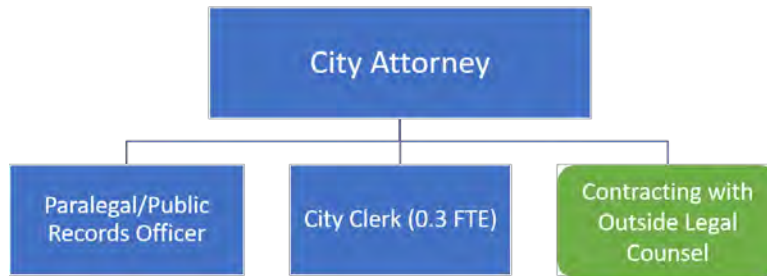 City Attorney
Paralegal/Public
Records Officer
City Clerk (0.3 FTE)
Contracting with
Outside Legal
Counsel